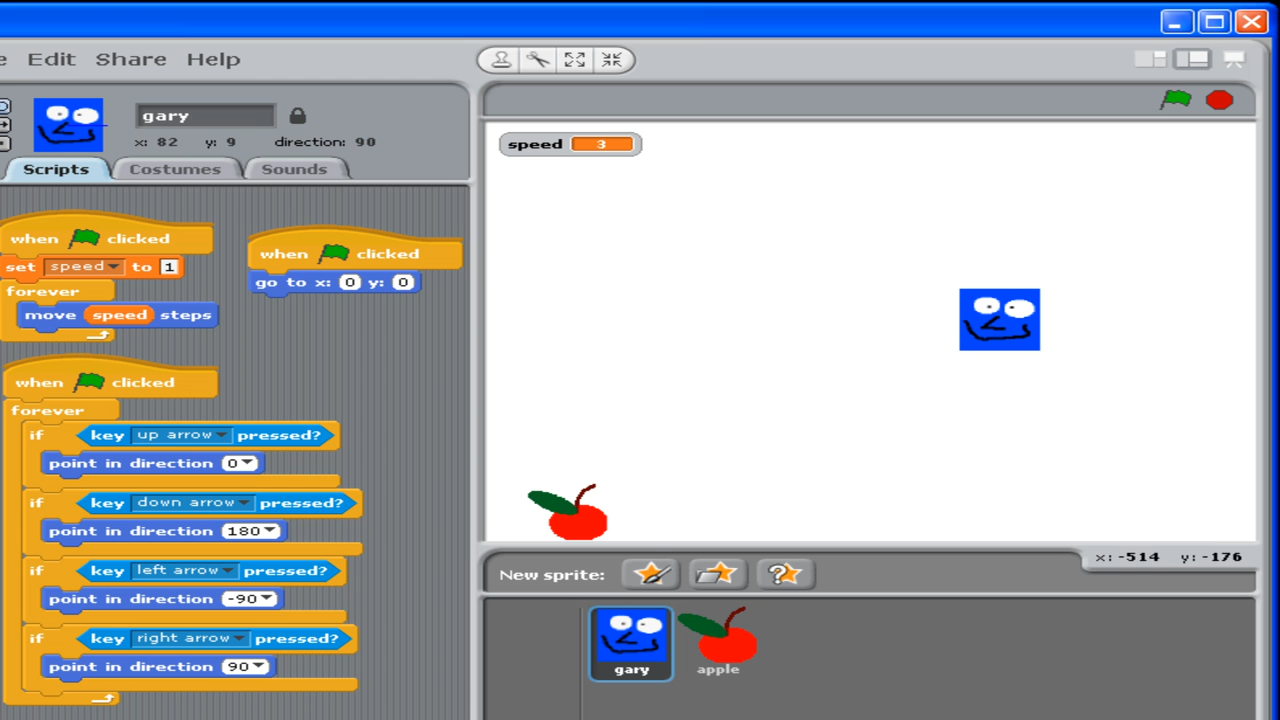 e Edit Share Help
gary
x: 82 y: 9 direction: 90
Scripts Costumes Sounds
when clicked
set speed to 1
forever
move speed steps
when clicked
go to x: 0 y: 0
when clicked
forever
if key up arrow pressed?
point in direction 0
if key down arrow pressed?
point in direction 180
if key left arrow pressed?
point in direction -90
if key right arrow pressed?
point in direction 90
speed 3
x: -514 y: -176
New sprite:
gary
apple